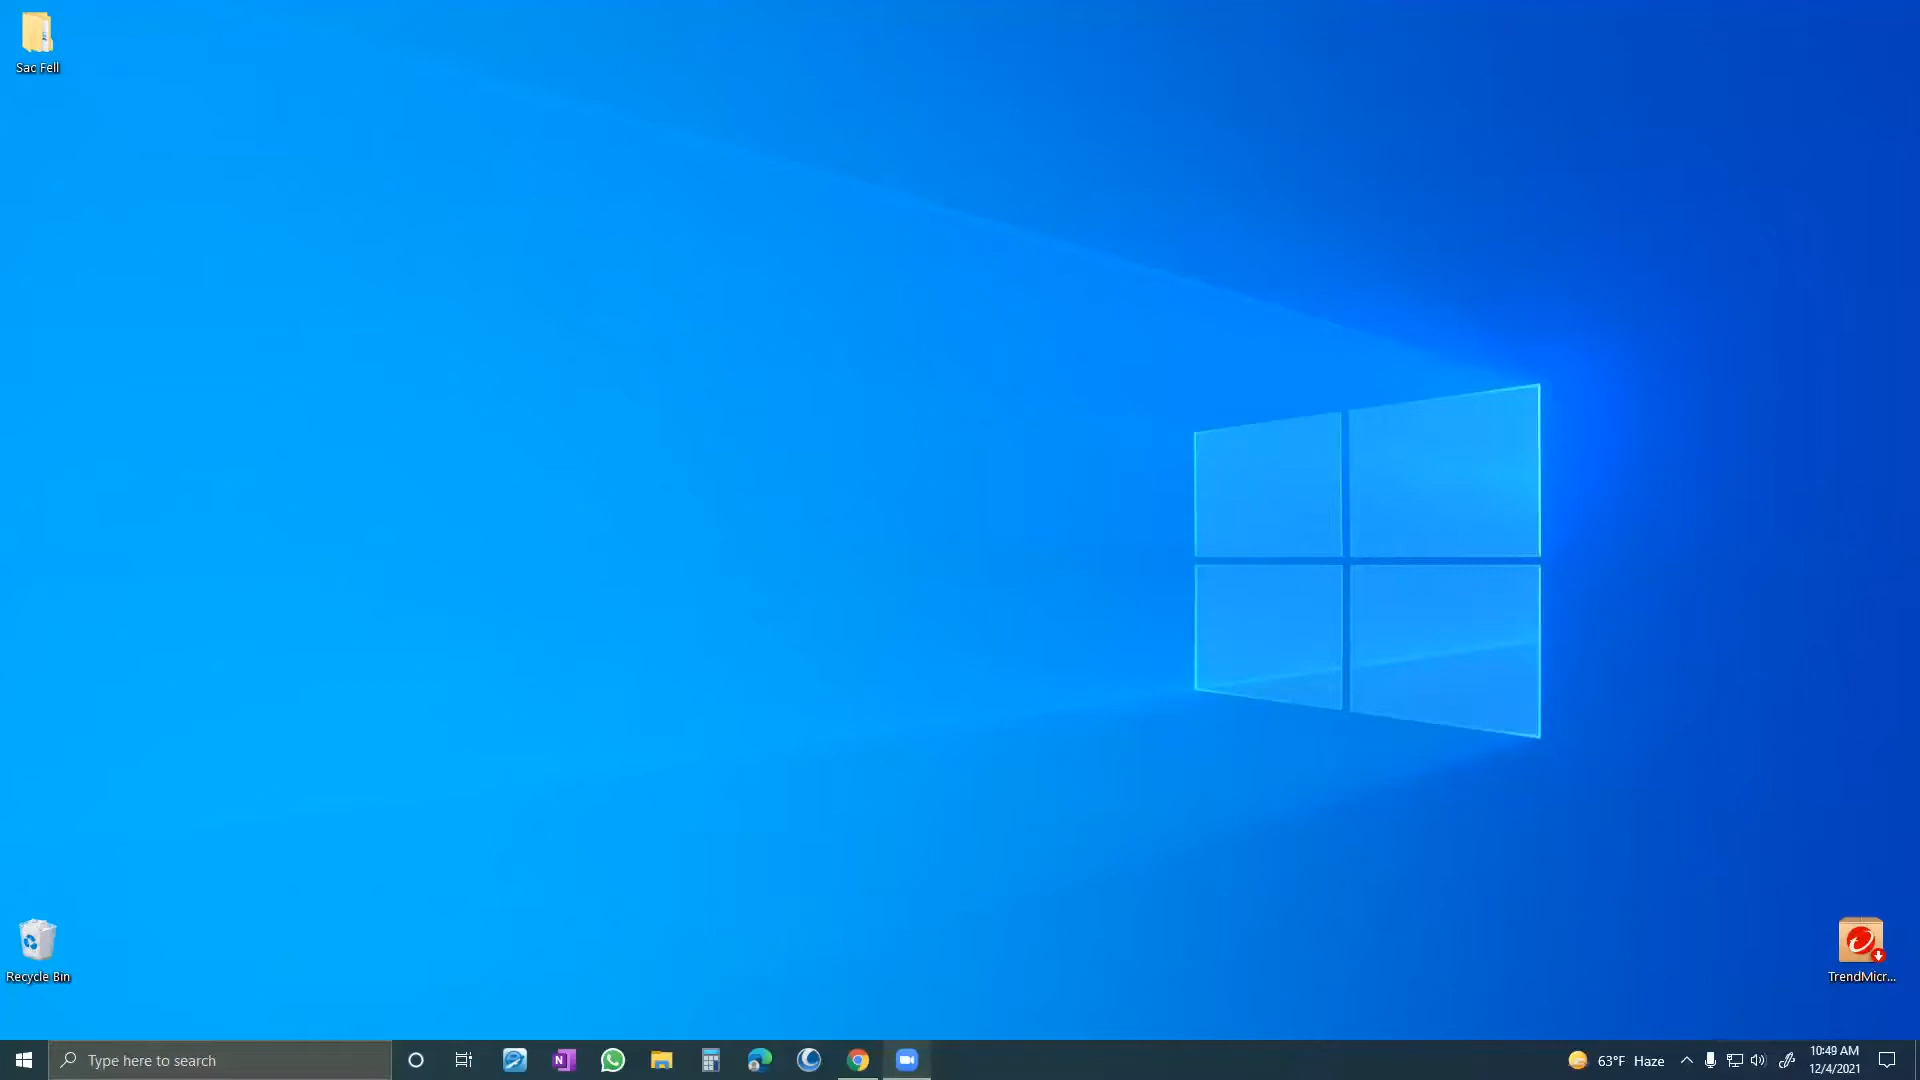 Sac Fell
Recycle Bin
TrendMicr...
Type here to search
N
63°F Haze
10:49 AM
12/4/2021